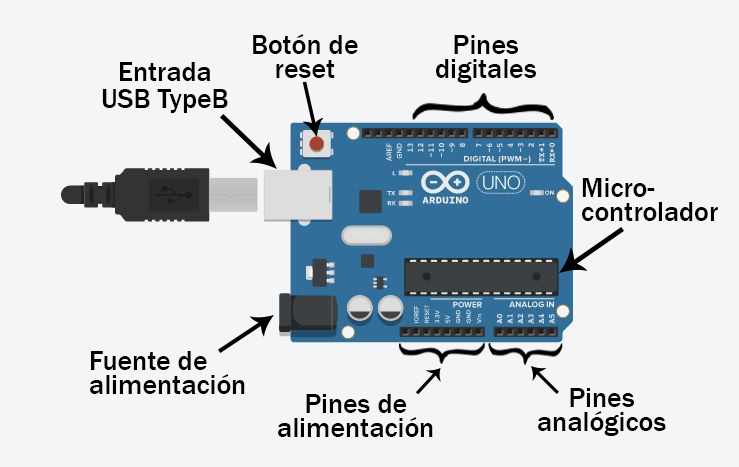 Botón de
reset
Pines
digitales
Entrada
USB TypeB
Micro-
controlador
Fuente de
alimentación
Pines de
alimentación
Pines
analógicos
AREF
GND
13
12
~11
~10
~9
8
7
~6
~5
4
~3
2
TX→1
RX←0
DIGITAL (PWM~)
L
TX
RX
ARDUINO
UNO
ON
POWER
ANALOG IN
IOREF
RESET
3.3V
5V
GND
GND
Vin
A0
A1
A2
A3
A4
A5